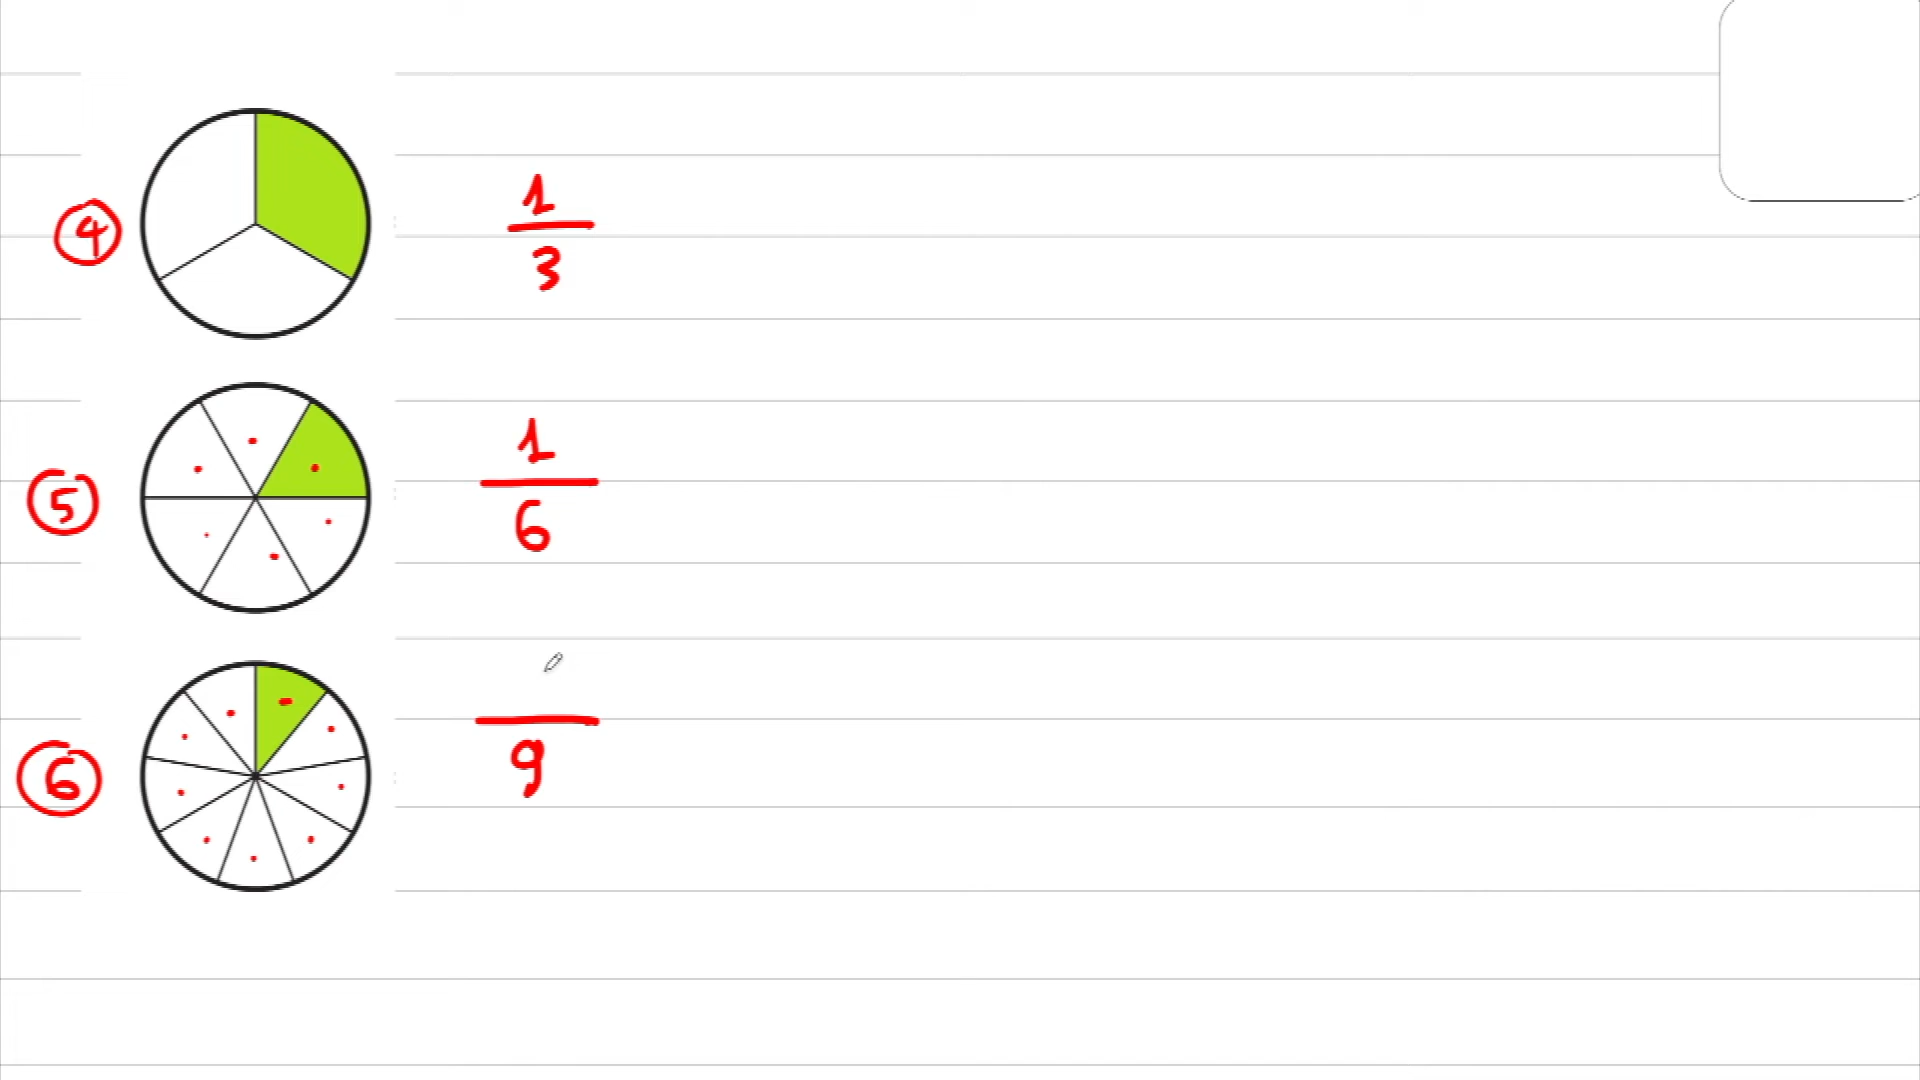 ④ 1/3
⑤ 1/6
⑥ /9